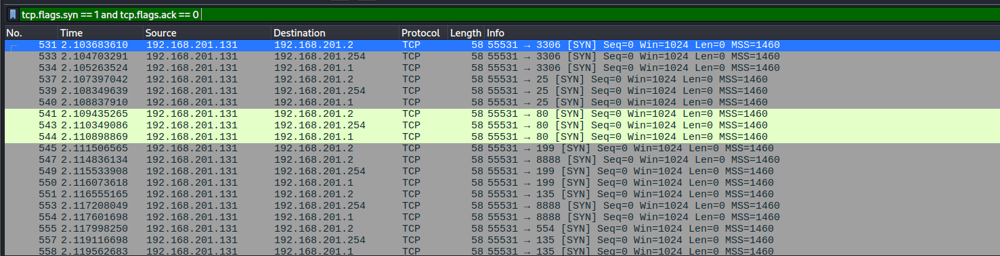 tcp.flags.syn == 1 and tcp.flags.ack == 0
No. Time Source Destination Protocol Length Info
531 2.103683610 192.168.201.131 192.168.201.2 TCP 58 55531 → 3306 [SYN] Seq=0 Win=1024 Len=0 MSS=1460
533 2.104703291 192.168.201.131 192.168.201.254 TCP 58 55531 → 3306 [SYN] Seq=0 Win=1024 Len=0 MSS=1460
534 2.105263524 192.168.201.131 192.168.201.1 TCP 58 55531 → 3306 [SYN] Seq=0 Win=1024 Len=0 MSS=1460
537 2.107397042 192.168.201.131 192.168.201.2 TCP 58 55531 → 25 [SYN] Seq=0 Win=1024 Len=0 MSS=1460
539 2.108349639 192.168.201.131 192.168.201.254 TCP 58 55531 → 25 [SYN] Seq=0 Win=1024 Len=0 MSS=1460
540 2.108837910 192.168.201.131 192.168.201.1 TCP 58 55531 → 25 [SYN] Seq=0 Win=1024 Len=0 MSS=1460
541 2.109435265 192.168.201.131 192.168.201.2 TCP 58 55531 → 80 [SYN] Seq=0 Win=1024 Len=0 MSS=1460
543 2.110349086 192.168.201.131 192.168.201.254 TCP 58 55531 → 80 [SYN] Seq=0 Win=1024 Len=0 MSS=1460
544 2.110898869 192.168.201.131 192.168.201.1 TCP 58 55531 → 80 [SYN] Seq=0 Win=1024 Len=0 MSS=1460
545 2.111506565 192.168.201.131 192.168.201.2 TCP 58 55531 → 199 [SYN] Seq=0 Win=1024 Len=0 MSS=1460
547 2.114836134 192.168.201.131 192.168.201.2 TCP 58 55531 → 8888 [SYN] Seq=0 Win=1024 Len=0 MSS=1460
549 2.115533908 192.168.201.131 192.168.201.254 TCP 58 55531 → 199 [SYN] Seq=0 Win=1024 Len=0 MSS=1460
550 2.116073618 192.168.201.131 192.168.201.1 TCP 58 55531 → 199 [SYN] Seq=0 Win=1024 Len=0 MSS=1460
551 2.116555165 192.168.201.131 192.168.201.2 TCP 58 55531 → 135 [SYN] Seq=0 Win=1024 Len=0 MSS=1460
553 2.117208049 192.168.201.131 192.168.201.254 TCP 58 55531 → 8888 [SYN] Seq=0 Win=1024 Len=0 MSS=1460
554 2.117601698 192.168.201.131 192.168.201.1 TCP 58 55531 → 8888 [SYN] Seq=0 Win=1024 Len=0 MSS=1460
555 2.117998250 192.168.201.131 192.168.201.2 TCP 58 55531 → 554 [SYN] Seq=0 Win=1024 Len=0 MSS=1460
557 2.119116698 192.168.201.131 192.168.201.254 TCP 58 55531 → 135 [SYN] Seq=0 Win=1024 Len=0 MSS=1460
558 2.119562683 192.168.201.131 192.168.201.1 TCP 58 55531 → 135 [SYN] Seq=0 Win=1024 Len=0 MSS=1460